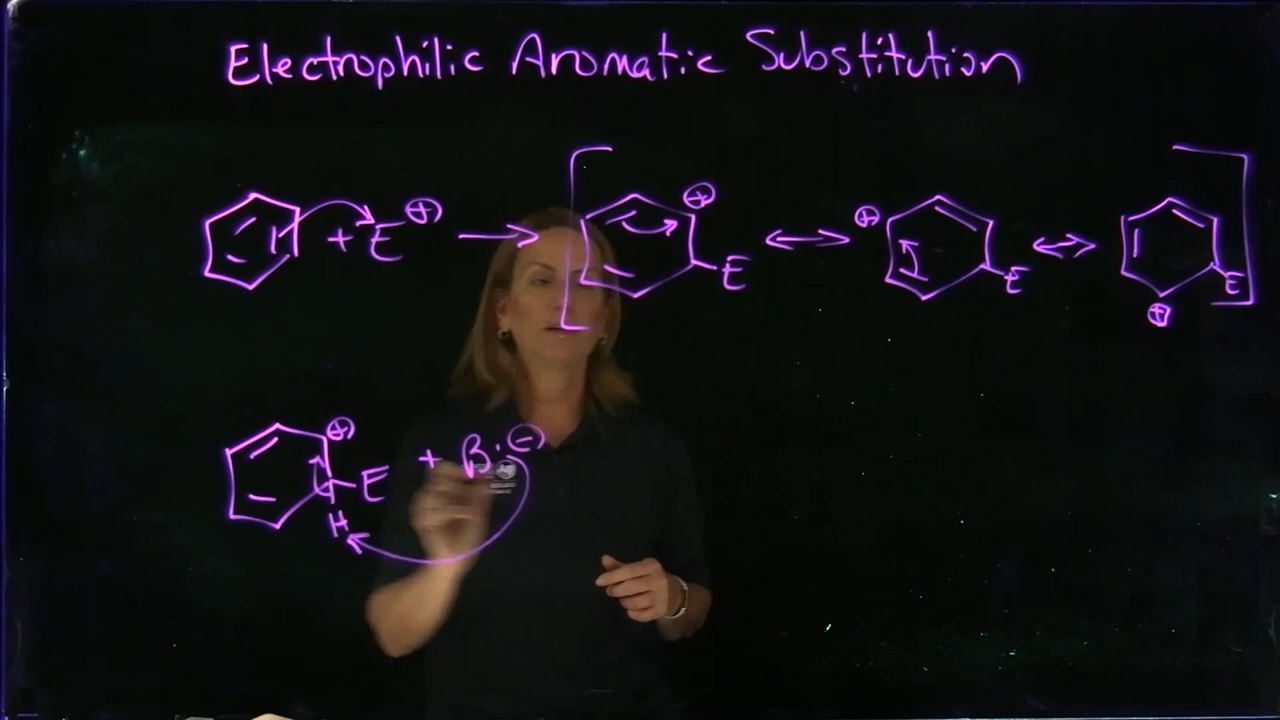 Electrophilic Aromatic Substitution
+ E ⊕ → [ ⊕ E ↔ ⊕ E ↔ E ⊕ ]
⊕ E H + B: ⊖